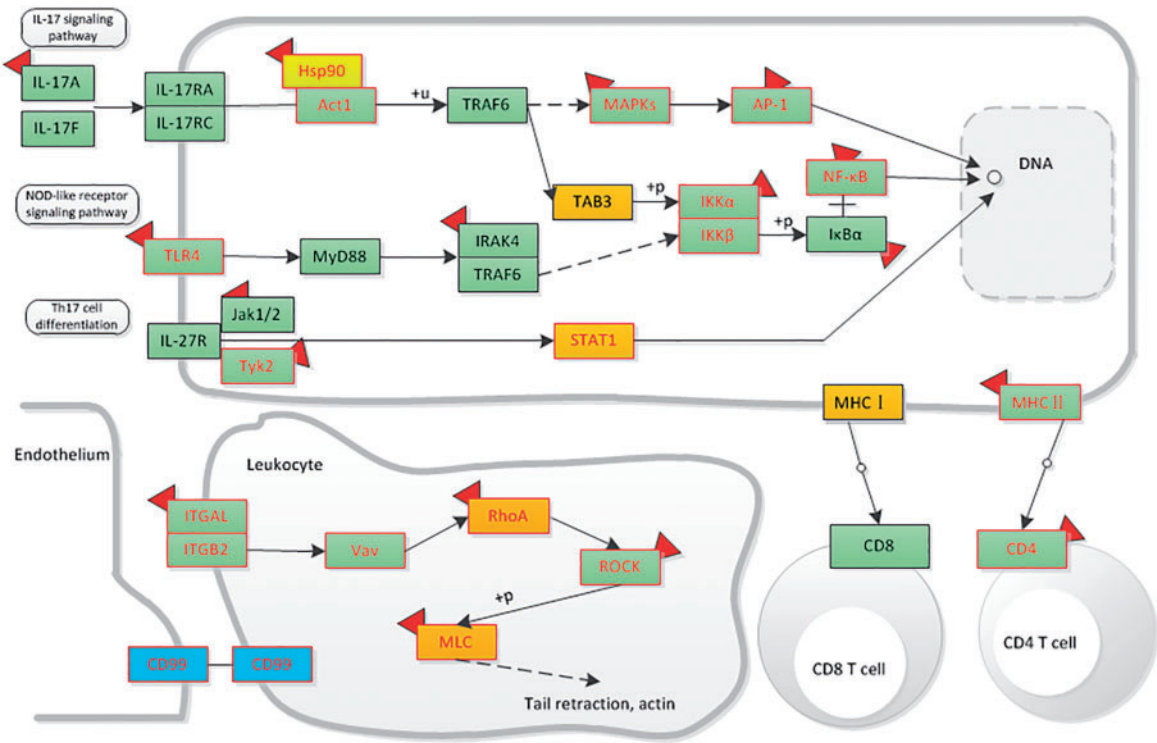 IL-17 signaling
pathway
IL-17A
IL-17F
IL-17RA
IL-17RC
Hsp90
Act1
+u
TRAF6
MAPKs
AP-1
DNA
NOD-like receptor
signaling pathway
TAB3
+p
IKKα
IKKβ
+p
NF-κB
IκBα
TLR4
MyD88
IRAK4
TRAF6
Th17 cell
differentiation
IL-27R
Jak1/2
Tyk2
STAT1
MHC Ⅰ
MHC Ⅱ
Endothelium
Leukocyte
ITGAL
ITGB2
Vav
RhoA
ROCK
+p
MLC
CD99
CD99
Tail retraction, actin
CD8
CD4
CD8 T cell
CD4 T cell